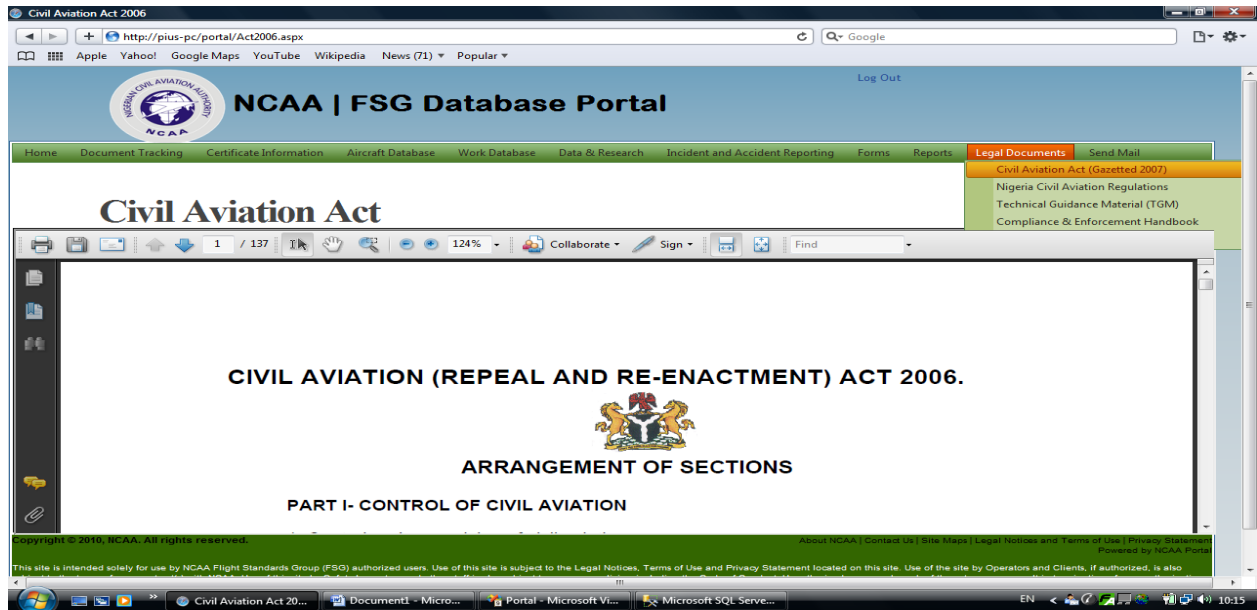 Civil Aviation Act 2006
http://pius-pc/portal/Act2006.aspx
Google
Apple Yahoo! Google Maps YouTube Wikipedia News (71) Popular
Log Out
NIGERIAN CIVIL AVIATION AUTHORITY
NCAA
NCAA | FSG Database Portal
Home Document Tracking Certificate Information Aircraft Database Work Database Data & Research Incident and Accident Reporting Forms Reports Legal Documents Send Mail
Civil Aviation Act (Gazetted 2007)
Nigeria Civil Aviation Regulations
Technical Guidance Material (TGM)
Compliance & Enforcement Handbook
Civil Aviation Act
1 / 137 124% Collaborate Sign Find
CIVIL AVIATION (REPEAL AND RE-ENACTMENT) ACT 2006.
ARRANGEMENT OF SECTIONS
PART I- CONTROL OF CIVIL AVIATION
Copyright © 2010, NCAA. All rights reserved.
About NCAA | Contact Us | Site Maps | Legal Notices and Terms of Use | Privacy Statement
Powered by NCAA Portal
This site is intended solely for use by NCAA Flight Standards Group (FSG) authorized users. Use of this site is subject to the Legal Notices, Terms of Use and Privacy Statement located on this site. Use of the site by Operators and Clients, if authorized, is also
Civil Aviation Act 20... Document1 - Micro... Portal - Microsoft Vi... Microsoft SQL Serve... EN 10:15